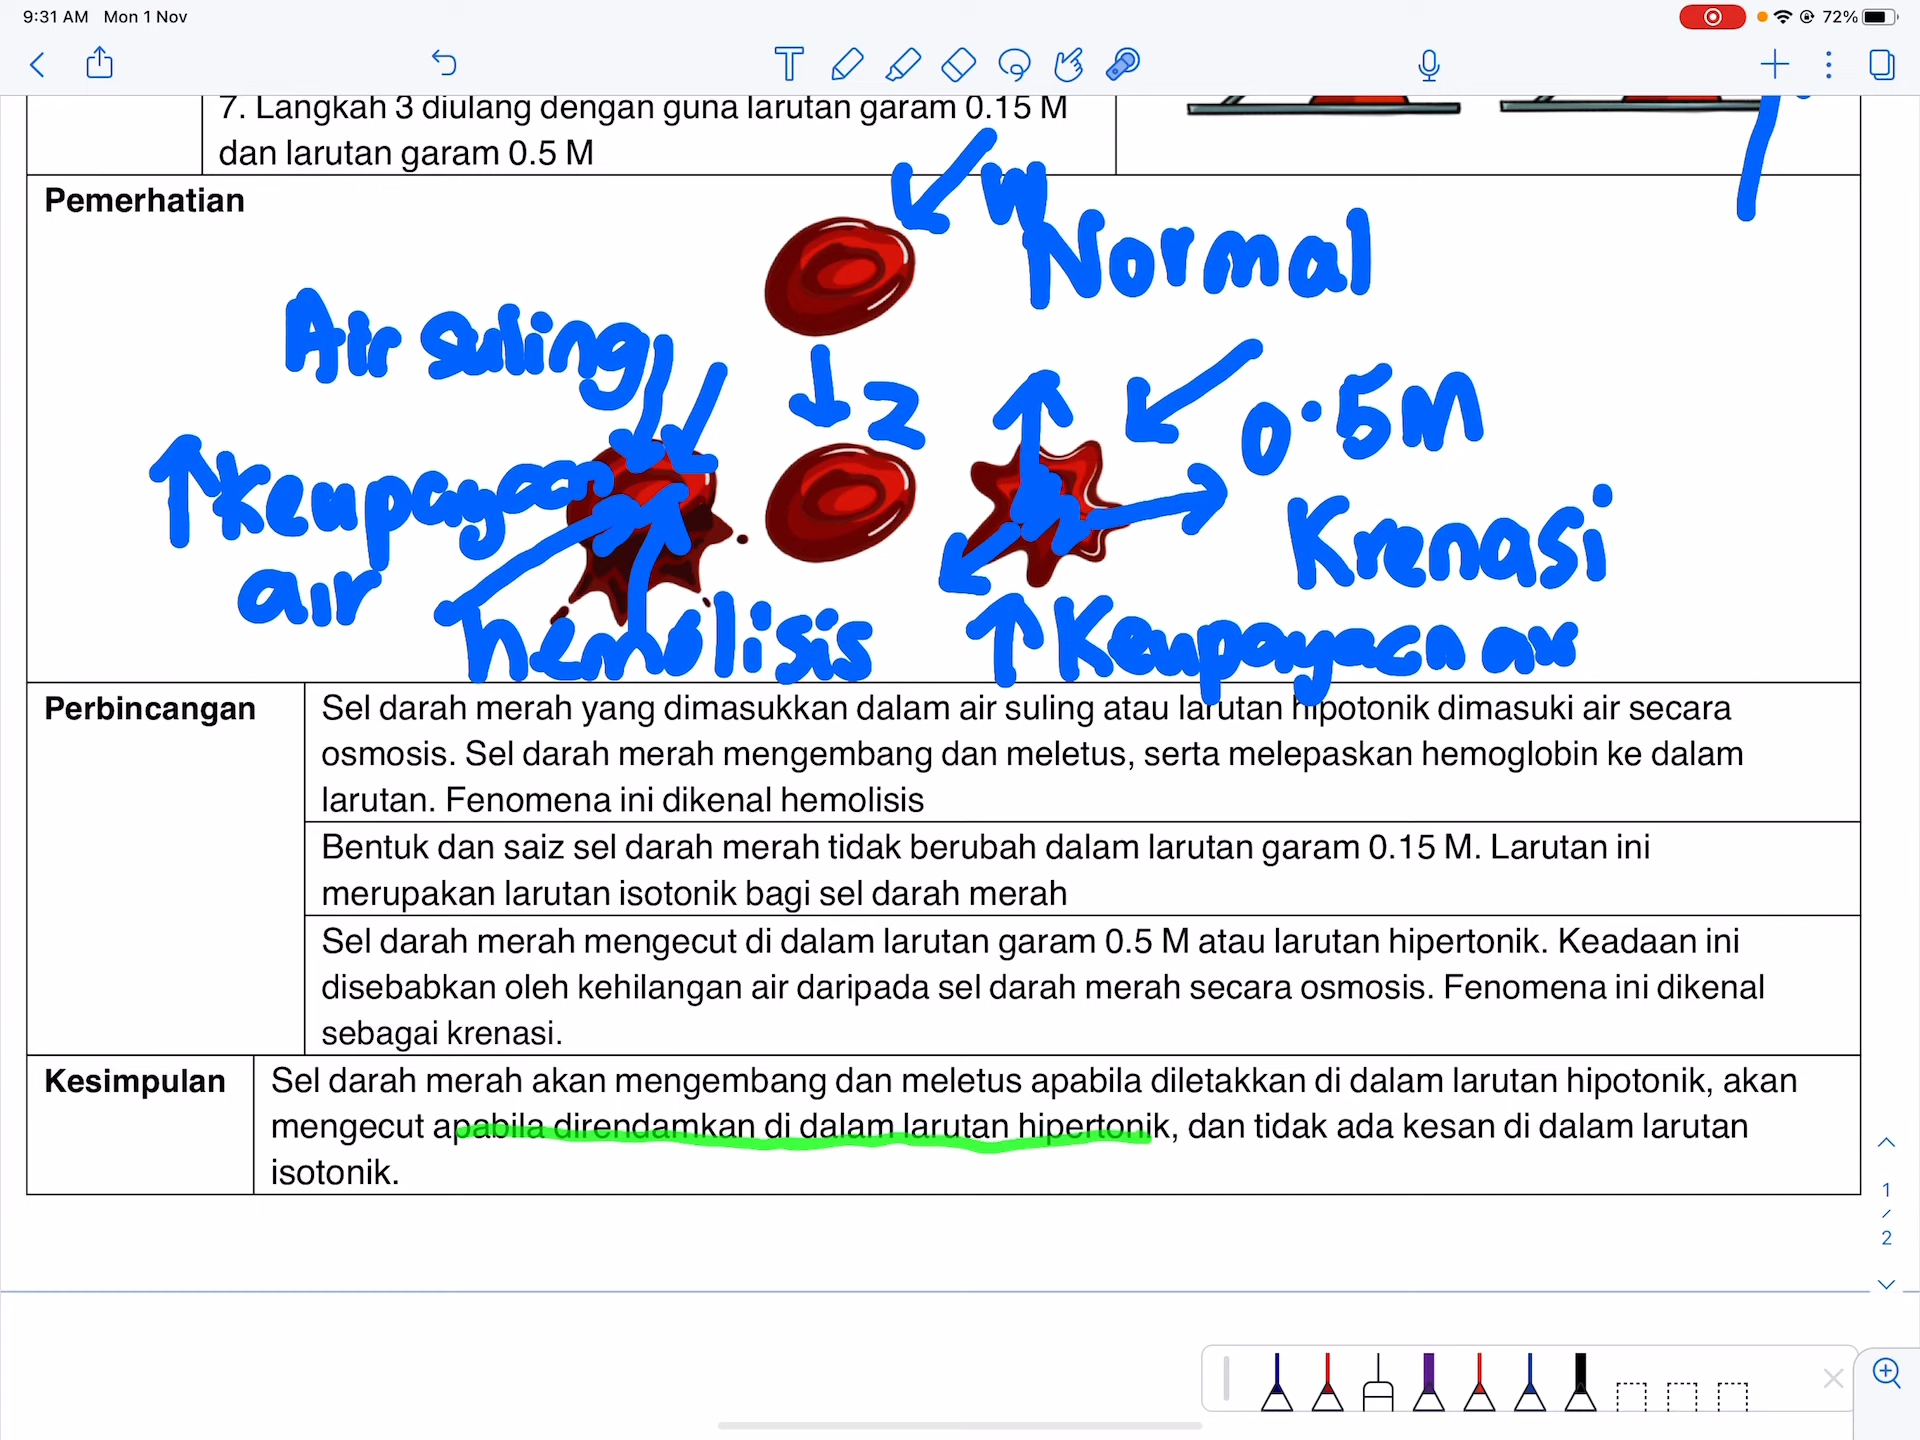 9:31 AM Mon 1 Nov
72%
7. Langkah 3 diulang dengan guna larutan garam 0.15 M
dan larutan garam 0.5 M
Pemerhatian
Normal
Air suling
2
0.5M
↑keupayaan
air
Krenasi
hemolisis
↑Keupayaan air
Perbincangan
Sel darah merah yang dimasukkan dalam air suling atau larutan hipotonik dimasuki air secara
osmosis. Sel darah merah mengembang dan meletus, serta melepaskan hemoglobin ke dalam
larutan. Fenomena ini dikenal hemolisis
Bentuk dan saiz sel darah merah tidak berubah dalam larutan garam 0.15 M. Larutan ini
merupakan larutan isotonik bagi sel darah merah
Sel darah merah mengecut di dalam larutan garam 0.5 M atau larutan hipertonik. Keadaan ini
disebabkan oleh kehilangan air daripada sel darah merah secara osmosis. Fenomena ini dikenal
sebagai krenasi.
Kesimpulan
Sel darah merah akan mengembang dan meletus apabila diletakkan di dalam larutan hipotonik, akan
mengecut apabila direndamkan di dalam larutan hipertonik, dan tidak ada kesan di dalam larutan
isotonik.
1
/
2